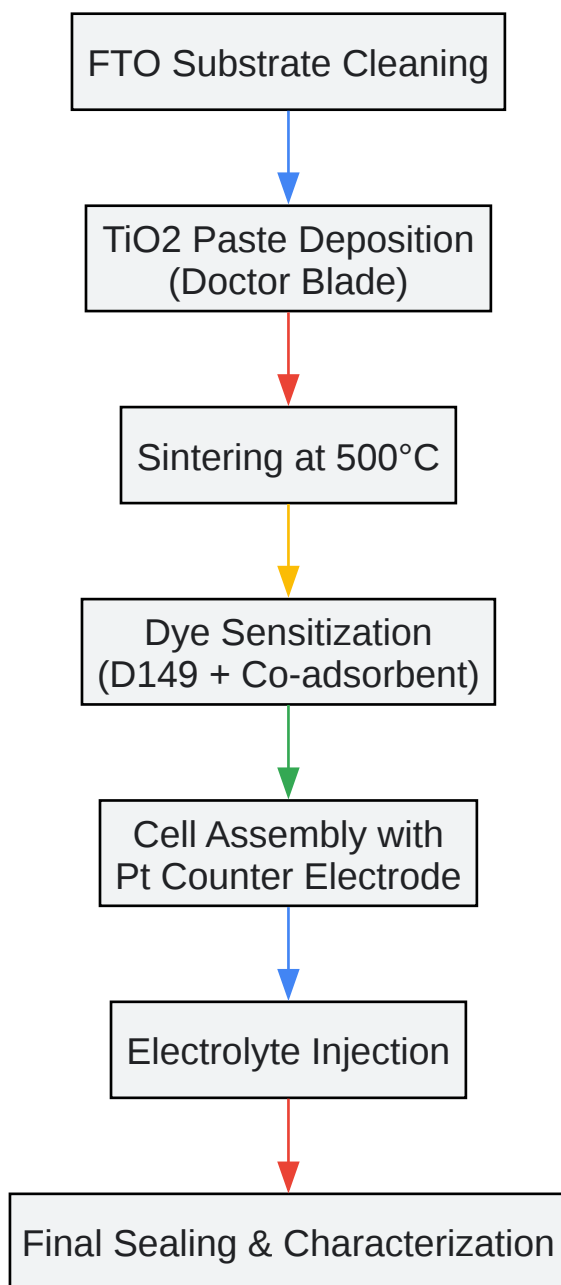 FTO Substrate Cleaning
TiO2 Paste Deposition
(Doctor Blade)
Sintering at 500°C
Dye Sensitization
(D149 + Co-adsorbent)
Cell Assembly with
Pt Counter Electrode
Electrolyte Injection
Final Sealing & Characterization